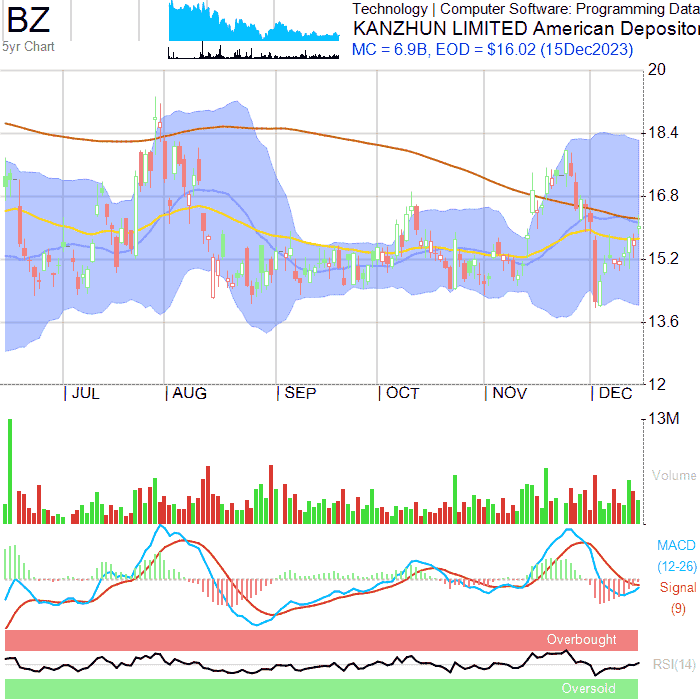 BZ
5yr Chart
Technology | Computer Software: Programming Data
KANZHUN LIMITED American Depositor
MC = 6.9B, EOD = $16.02 (15Dec2023)
20
18.4
16.8
15.2
13.6
12
| JUL | AUG | SEP | OCT | NOV | DEC
13M
Volume
MACD
(12-26)
Signal
(9)
Overbought
RSI(14)
Oversold